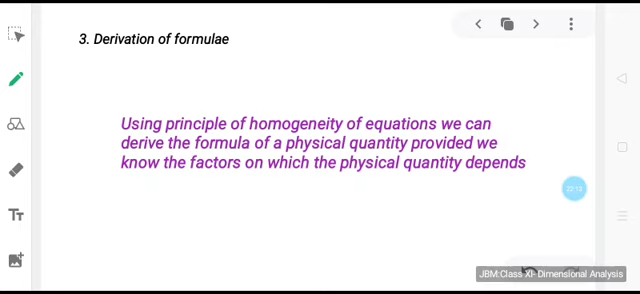 3. Derivation of formulae
Using principle of homogeneity of equations we can
derive the formula of a physical quantity provided we
know the factors on which the physical quantity depends
Tт
JBM:Class XI- Dimensional Analysis